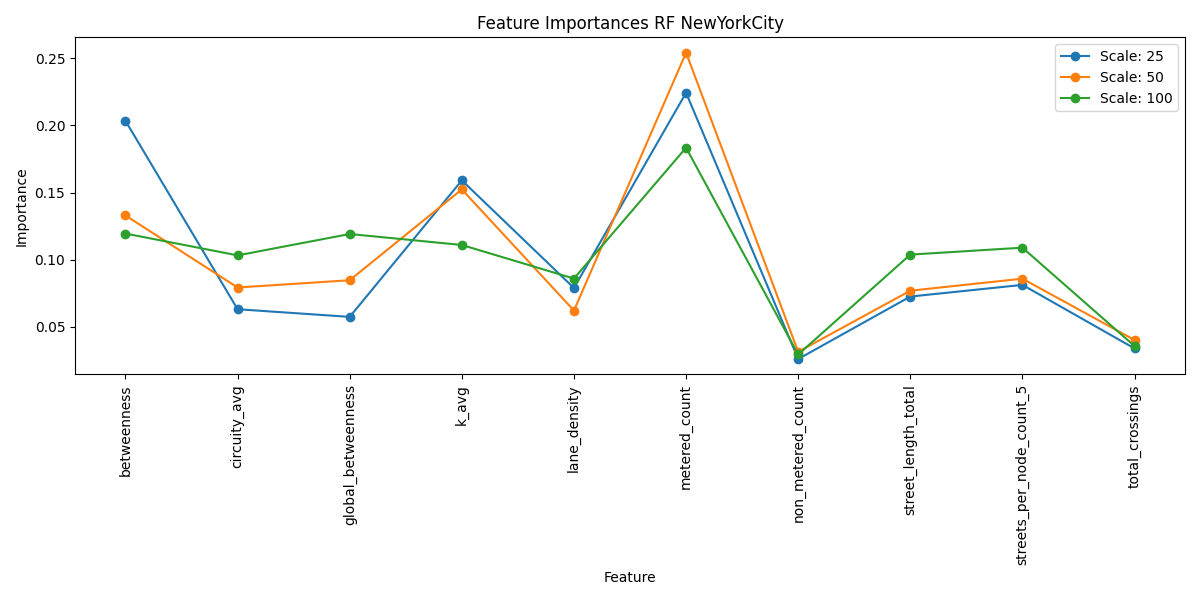 Feature Importances RF NewYorkCity
Scale: 25
Scale: 50
Scale: 100
Importance
0.25
0.20
0.15
0.10
0.05
betweenness
circuity_avg
global_betweenness
k_avg
lane_density
metered_count
non_metered_count
street_length_total
streets_per_node_count_5
total_crossings
Feature